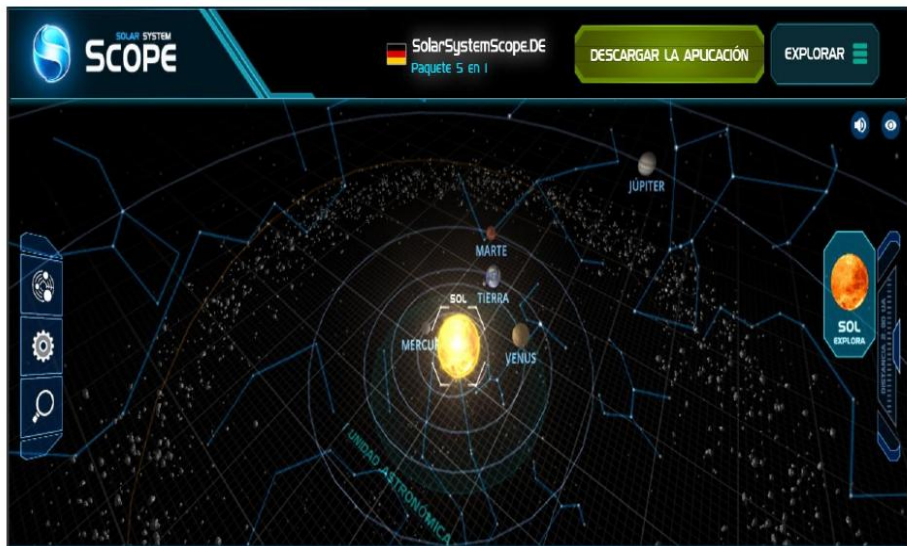 SOLAR SYSTEM
SCOPE
SolarSystemScope.DE
Paquete 5 en 1
DESCARGAR LA APLICACIÓN
EXPLORAR
JÚPITER
MARTE
TIERRA
SOL
MERCUR
VENUS
SOL
EXPLORA
UNIDAD ASTRONÓMICA